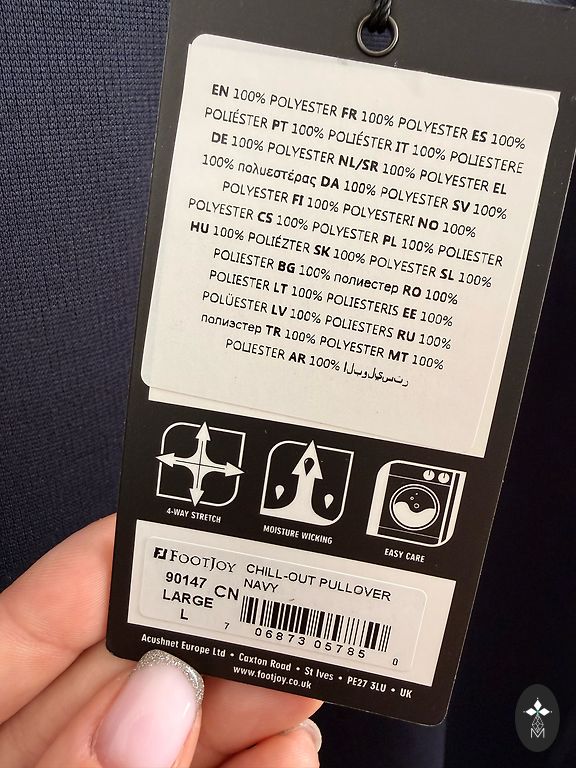 EN 100% POLYESTER FR 100% POLYESTER ES 100%
POLIÉSTER PT 100% POLIÉSTER IT 100% POLIESTERE
DE 100% POLYESTER NL/SR 100% POLYESTER EL
100% πολυεστέρας DA 100% POLYESTER SV 100%
POLYESTER FI 100% POLYESTERI NO 100%
POLYESTER CS 100% POLYESTER PL 100% POLIESTER
HU 100% POLIÉZTER SK 100% POLYESTER SL 100%
POLIESTER BG 100% полиестер RO 100%
POLIESTER LT 100% POLIESTERIS EE 100%
POLÜESTER LV 100% POLIESTERS RU 100%
полиэстер TR 100% POLYESTER MT 100%
POLIESTER AR 100% البوليستر
4-WAY STRETCH
MOISTURE WICKING
EASY CARE
FJ FOOTJOY CHILL-OUT PULLOVER
90147 CN NAVY
LARGE
L
7 06873 05785 0
Acushnet Europe Ltd • Caxton Road • St Ives • PE27 3LU • UK
www.footjoy.co.uk
M